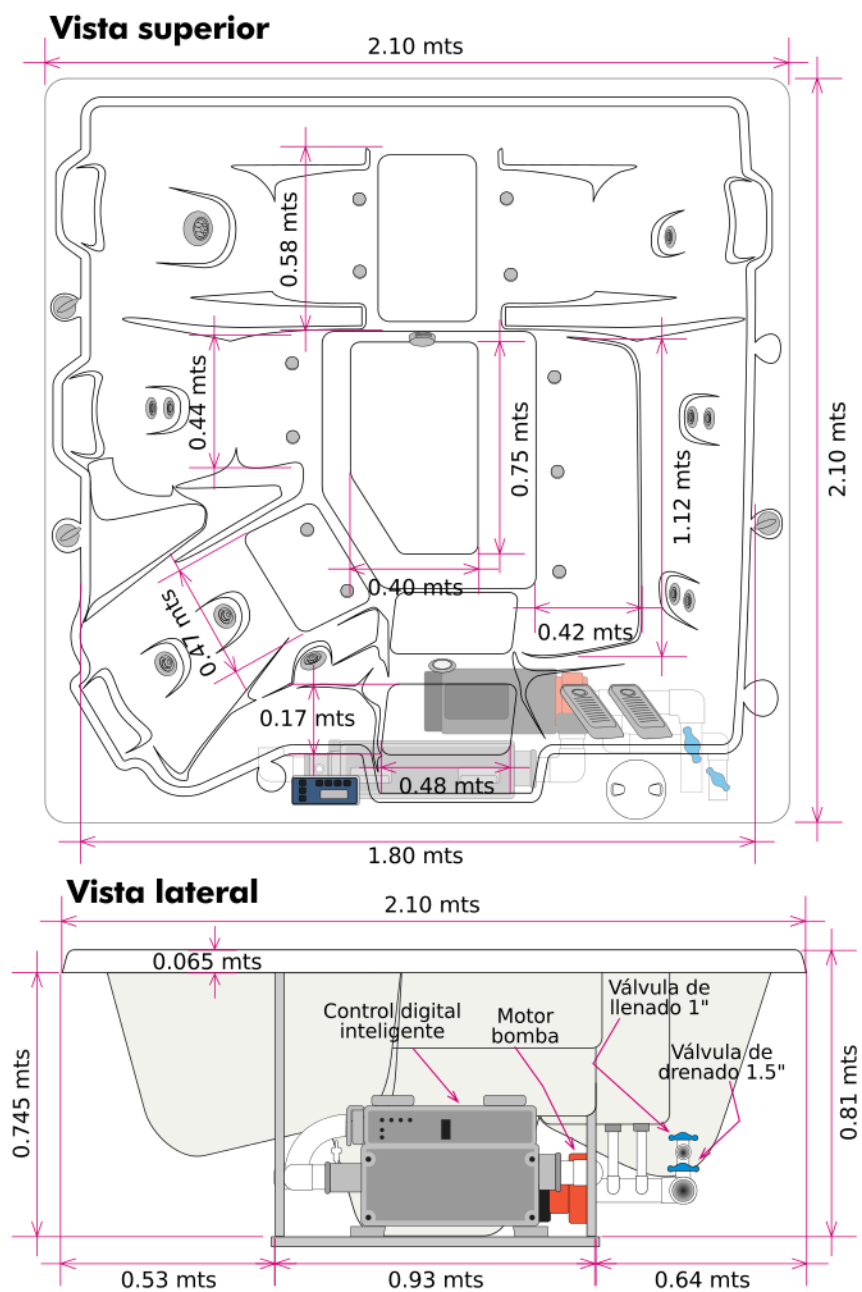 Vista superior
2.10 mts
0.58 mts
0.44 mts
0.75 mts
1.12 mts
2.10 mts
0.40 mts
0.47 mts
0.42 mts
0.17 mts
0.48 mts
1.80 mts
Vista lateral
2.10 mts
0.065 mts
Control digital
inteligente
Motor
bomba
Válvula de
llenado 1"
Válvula de
drenado 1.5"
0.745 mts
0.81 mts
0.53 mts
0.93 mts
0.64 mts